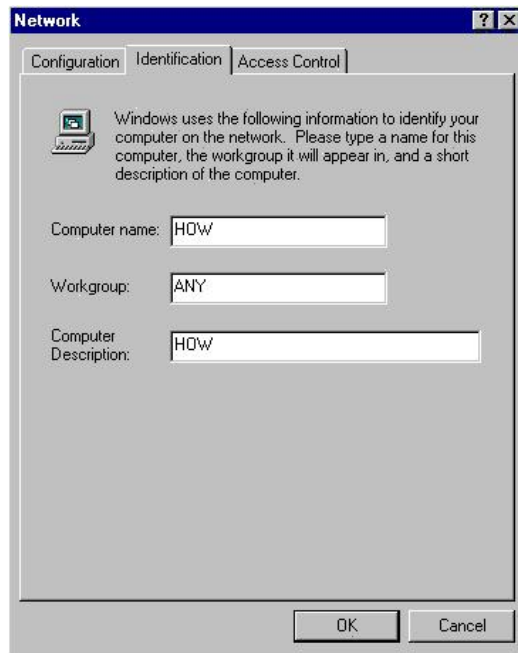 Network
Configuration Identification Access Control
Windows uses the following information to identify your
computer on the network. Please type a name for this
computer, the workgroup it will appear in, and a short
description of the computer.
Computer name: HOW
Workgroup: ANY
Computer
Description: HOW
OK Cancel